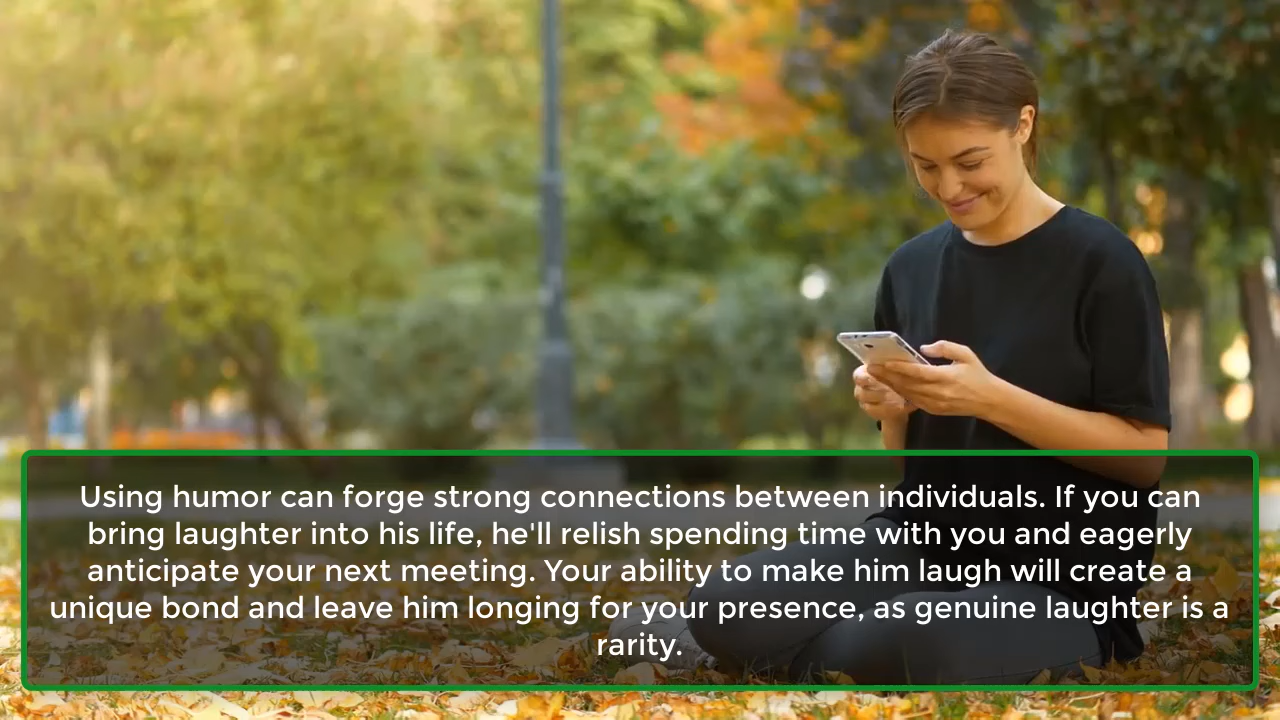 Using humor can forge strong connections between individuals. If you can
bring laughter into his life, he'll relish spending time with you and eagerly
anticipate your next meeting. Your ability to make him laugh will create a
unique bond and leave him longing for your presence, as genuine laughter is a
rarity.